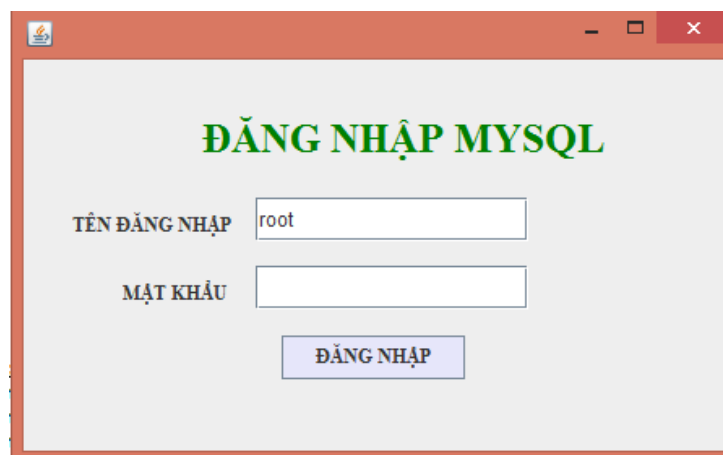 ĐĂNG NHẬP MYSQL
TÊN ĐĂNG NHẬP root
MẬT KHẨU
ĐĂNG NHẬP